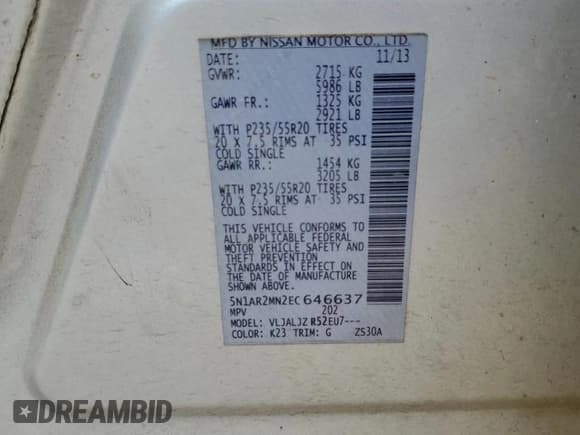 MFD BY NISSAN MOTOR CO., LTD.
DATE: 11/13
GVWR: 2715 KG
5986 LB
GAWR FR.: 1325 KG
2921 LB
WITH P235/55R20 TIRES
20 X 7.5 RIMS AT 35 PSI
COLD SINGLE
GAWR RR.: 1454 KG
3205 LB
WITH P235/55R20 TIRES
20 X 7.5 RIMS AT 35 PSI
COLD SINGLE
THIS VEHICLE CONFORMS TO
ALL APPLICABLE FEDERAL
MOTOR VEHICLE SAFETY AND
THEFT PREVENTION
STANDARDS IN EFFECT ON
THE DATE OF MANUFACTURE
SHOWN ABOVE.
5N1AR2MN2EC646637
MPV 202
MODEL: VLJALJZ R52EU7---
COLOR: K23 TRIM: G ZS30A
DREAMBID